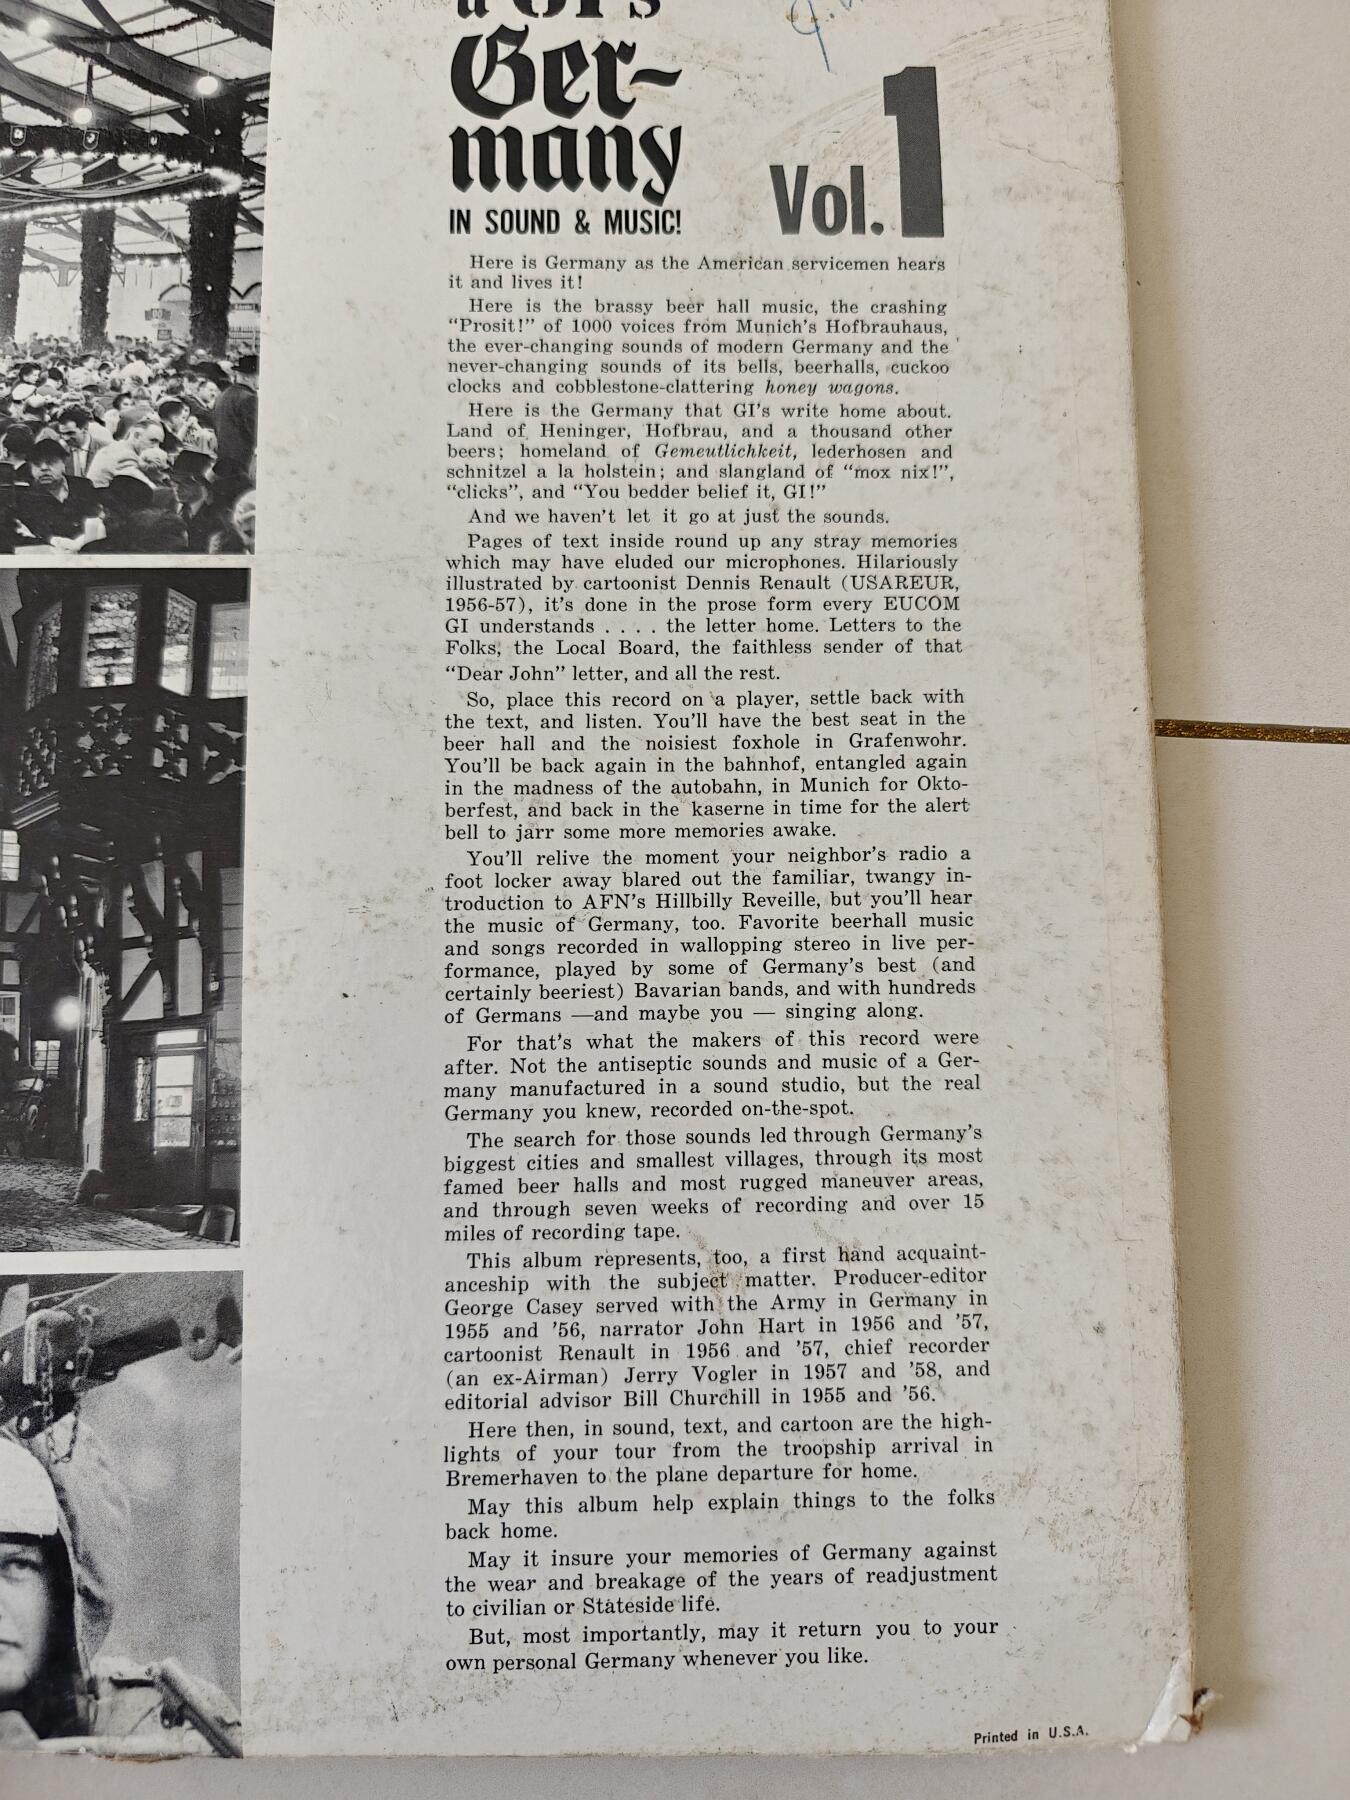 a GI's
Ger-
many
IN SOUND & MUSIC!
Vol. 1
Here is Germany as the American servicemen hears
it and lives it!
Here is the brassy beer hall music, the crashing
"Prosit!" of 1000 voices from Munich's Hofbrauhaus,
the ever-changing sounds of modern Germany and the
never-changing sounds of its bells, beerhalls, cuckoo
clocks and cobblestone-clattering honey wagons.
Here is the Germany that GI's write home about.
Land of Heninger, Hofbrau, and a thousand other
beers; homeland of Gemeutlichkeit, lederhosen and
schnitzel a la holstein; and slangland of "mox nix!",
"clicks", and "You bedder belief it, GI!"
And we haven't let it go at just the sounds.
Pages of text inside round up any stray memories
which may have eluded our microphones. Hilariously
illustrated by cartoonist Dennis Renault (USAREUR,
1956-57), it's done in the prose form every EUCOM
GI understands . . . . the letter home. Letters to the
Folks, the Local Board, the faithless sender of that
"Dear John" letter, and all the rest.
So, place this record on a player, settle back with
the text, and listen. You'll have the best seat in the
beer hall and the noisiest foxhole in Grafenwohr.
You'll be back again in the bahnhof, entangled again
in the madness of the autobahn, in Munich for Okto-
berfest, and back in the kaserne in time for the alert
bell to jarr some more memories awake.
You'll relive the moment your neighbor's radio a
foot locker away blared out the familiar, twangy in-
troduction to AFN's Hillbilly Reveille, but you'll hear
the music of Germany, too. Favorite beerhall music
and songs recorded in wallopping stereo in live per-
formance, played by some of Germany's best (and
certainly beeriest) Bavarian bands, and with hundreds
of Germans —and maybe you — singing along.
For that's what the makers of this record were
after. Not the antiseptic sounds and music of a Ger-
many manufactured in a sound studio, but the real
Germany you knew, recorded on-the-spot.
The search for those sounds led through Germany's
biggest cities and smallest villages, through its most
famed beer halls and most rugged maneuver areas,
and through seven weeks of recording and over 15
miles of recording tape.
This album represents, too, a first hand acquaint-
anceship with the subject matter. Producer-editor
George Casey served with the Army in Germany in
1955 and '56, narrator John Hart in 1956 and '57,
cartoonist Renault in 1956 and '57, chief recorder
(an ex-Airman) Jerry Vogler in 1957 and '58, and
editorial advisor Bill Churchill in 1955 and '56.
Here then, in sound, text, and cartoon are the high-
lights of your tour from the troopship arrival in
Bremerhaven to the plane departure for home.
May this album help explain things to the folks
back home.
May it insure your memories of Germany against
the wear and breakage of the years of readjustment
to civilian or Stateside life.
But, most importantly, may it return you to your
own personal Germany whenever you like.
Printed in U.S.A.